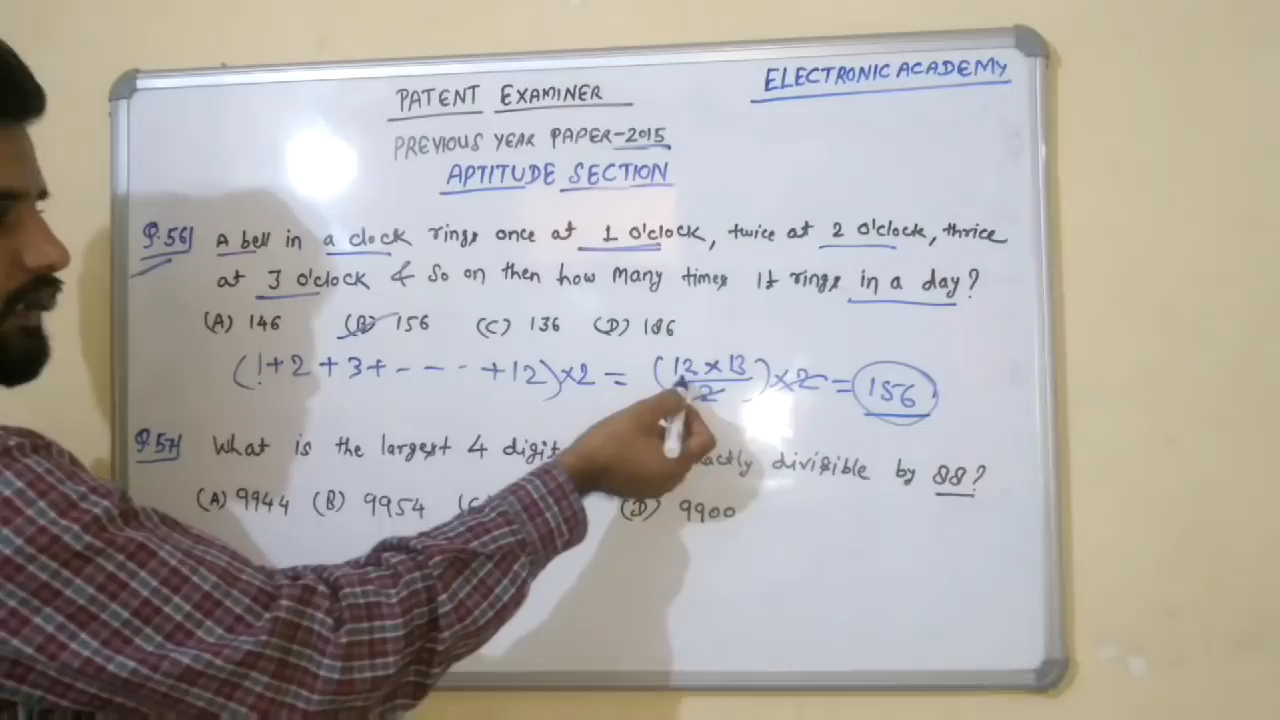 ELECTRONIC ACADEMY
PATENT EXAMINER
PREVIOUS YEAR PAPER-2015
APTITUDE SECTION
Q.56) A bell in a clock rings once at 1 O'clock, twice at 2 O'clock, thrice
at 3 O'clock & So on then how many times It rings in a day?
(A) 146 (B) 156 (C) 136 (D) 186
(1+2+3+----+12)×2 = (12×13/2)×2 = 156
Q.57) What is the largest 4 digit divisible by 88?
(A) 9944 (B) 9954 (D) 9900